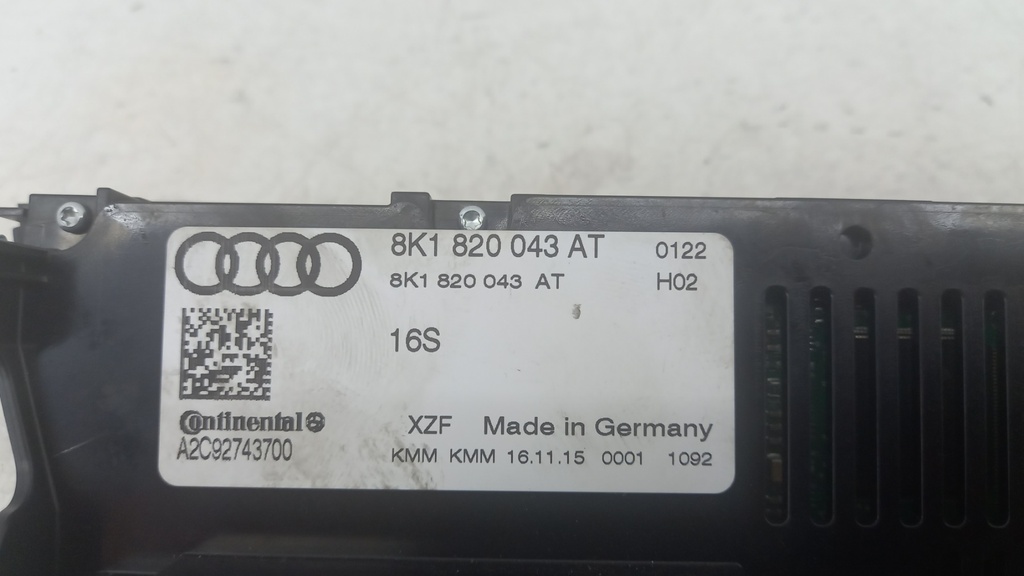 8K1 820 043 AT 0122
8K1 820 043 AT H02
16S
Continental
XZF Made in Germany
A2C92743700
KMM KMM 16.11.15 0001 1092